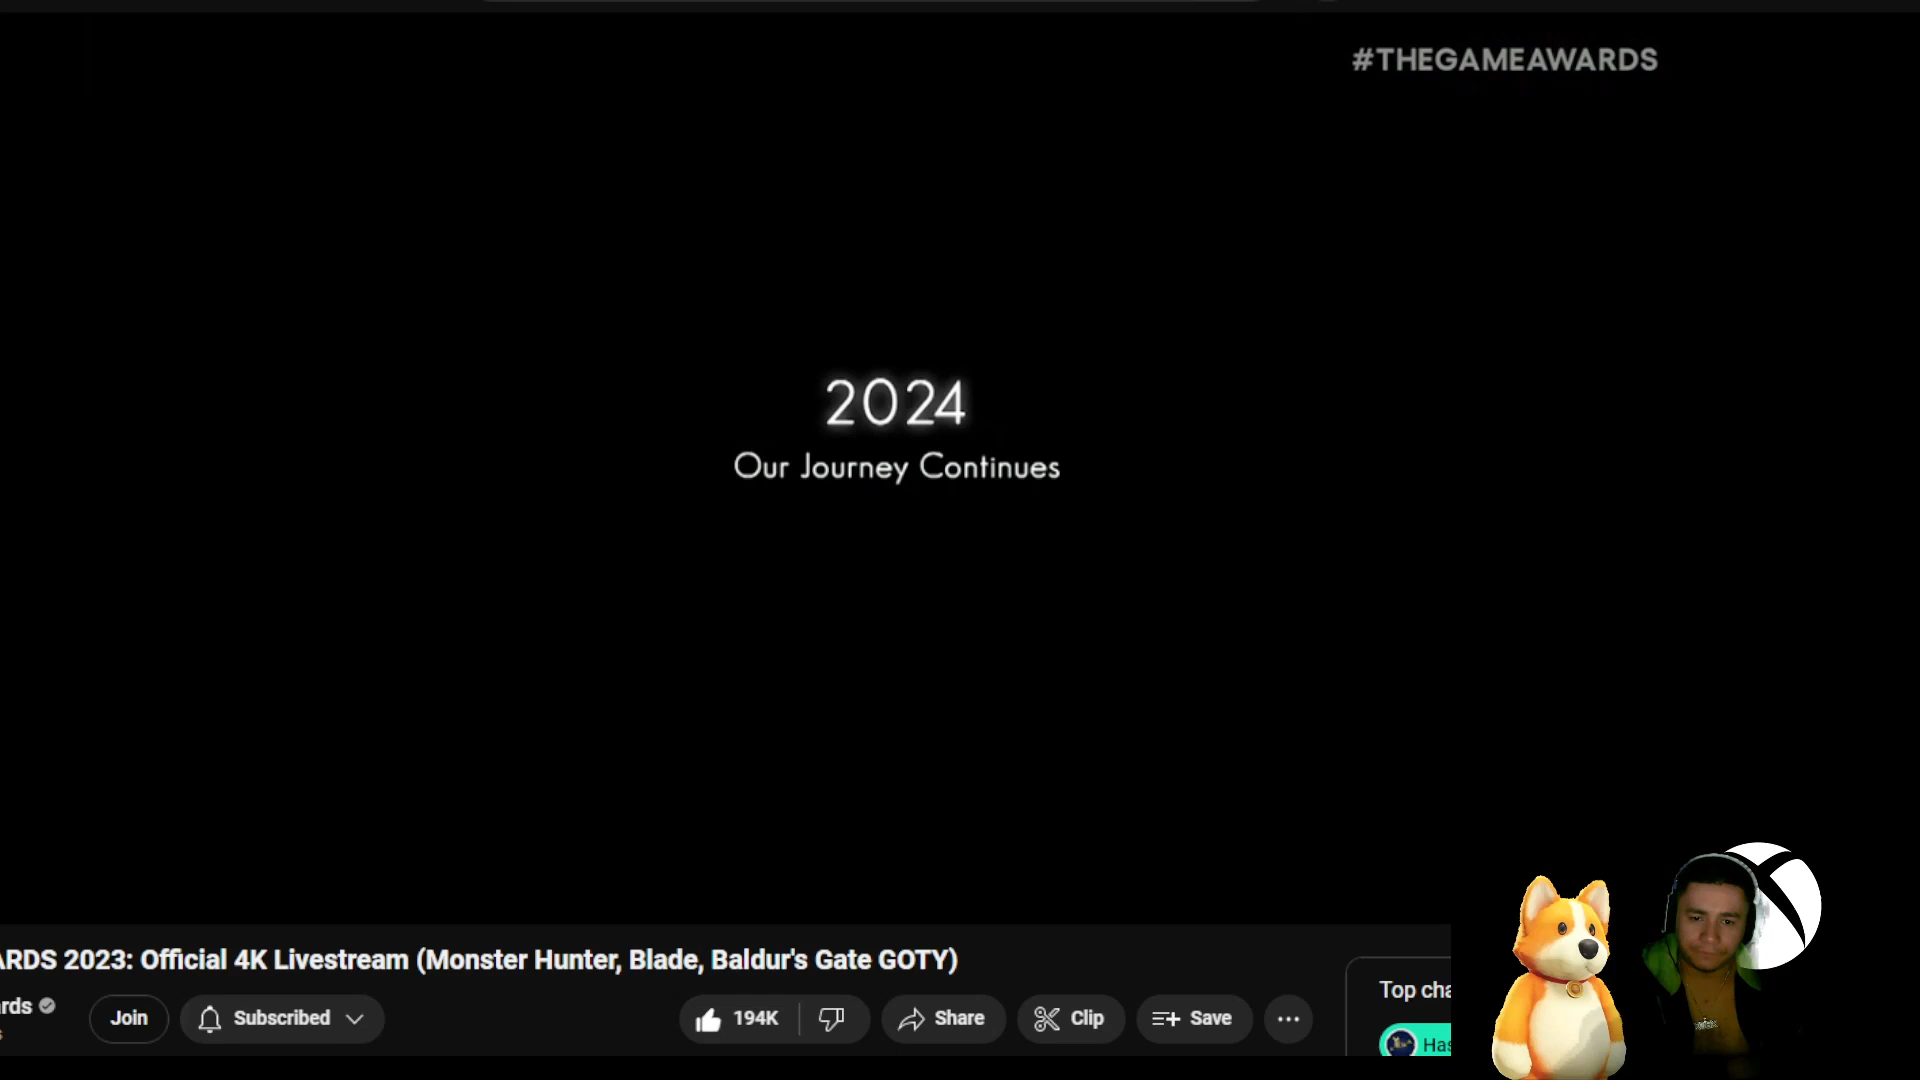 #THEGAMEAWARDS
2024
Our Journey Continues
ARDS 2023: Official 4K Livestream (Monster Hunter, Blade, Baldur's Gate GOTY)
rds
Join
Subscribed
194K
Share
Clip
Save
Top cha
Has